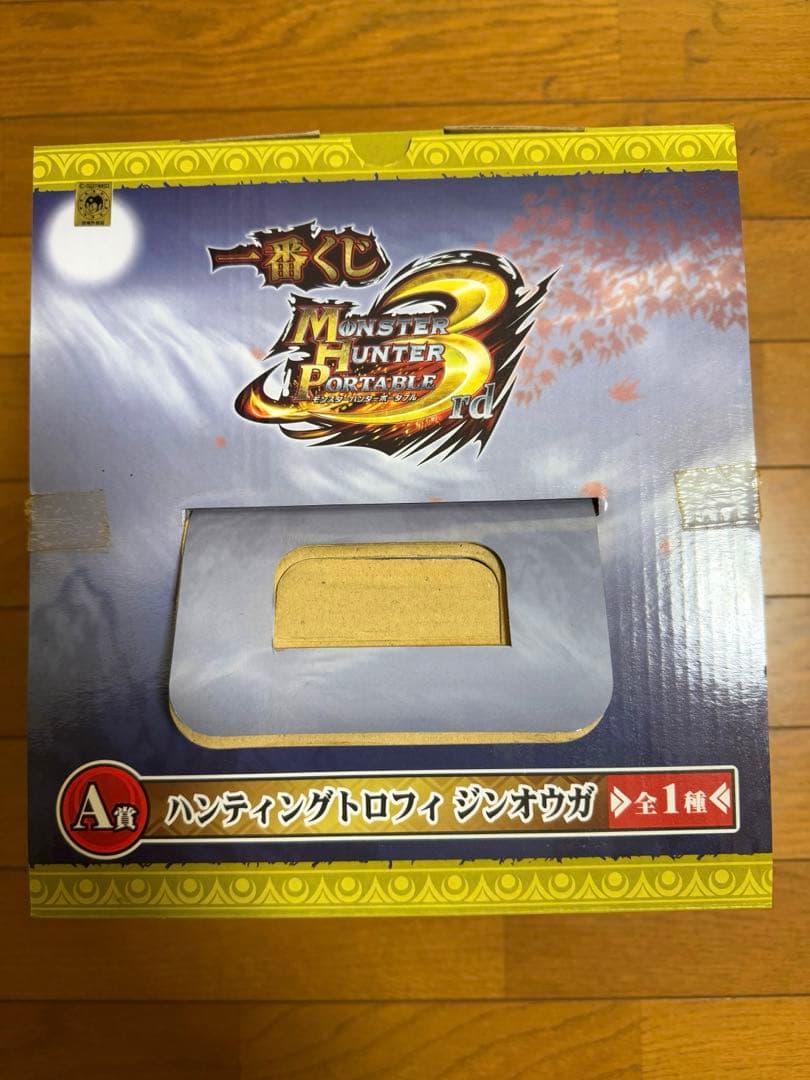 一番くじ
MONSTER
HUNTER
PORTABLE
3rd
モンスターハンターポータブル
A賞
ハンティングトロフィ ジンオウガ
全1種